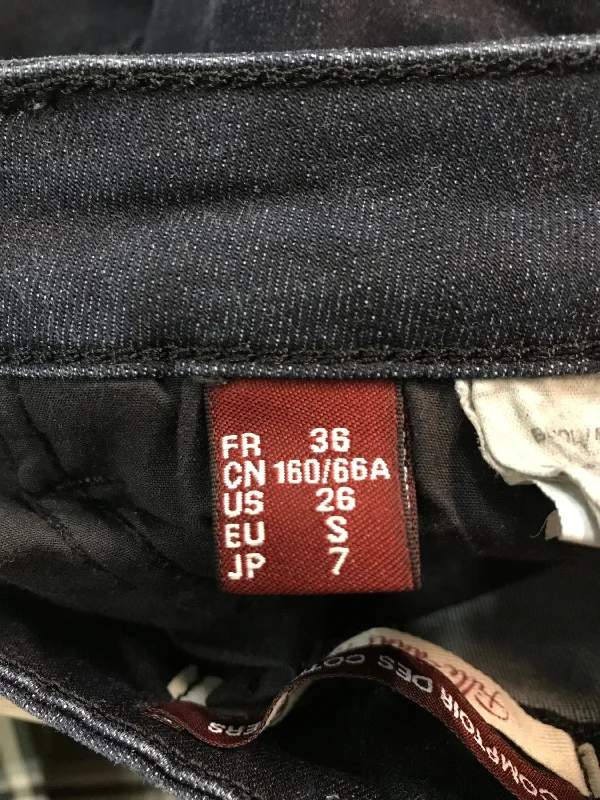 FR 36
CN 160/66A
US 26
EU S
JP 7
COMPTOIR DES COT
ERS